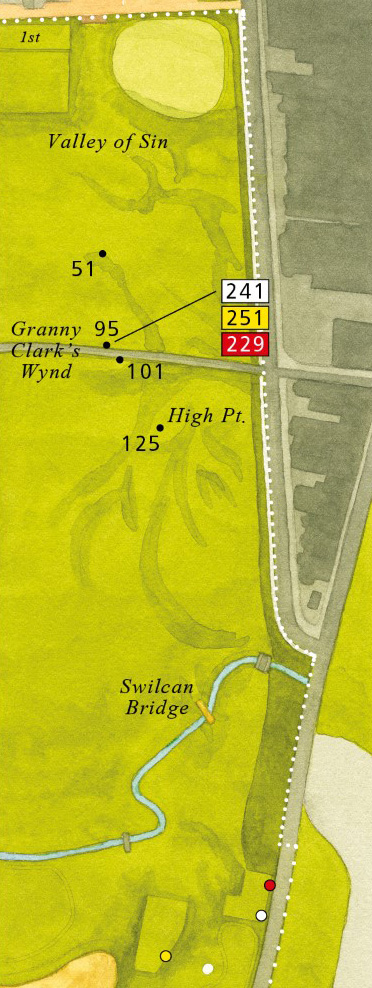 1st
Valley of Sin
51
241
251
229
Granny
Clark's
Wynd
95
101
High Pt.
125
Swilcan
Bridge